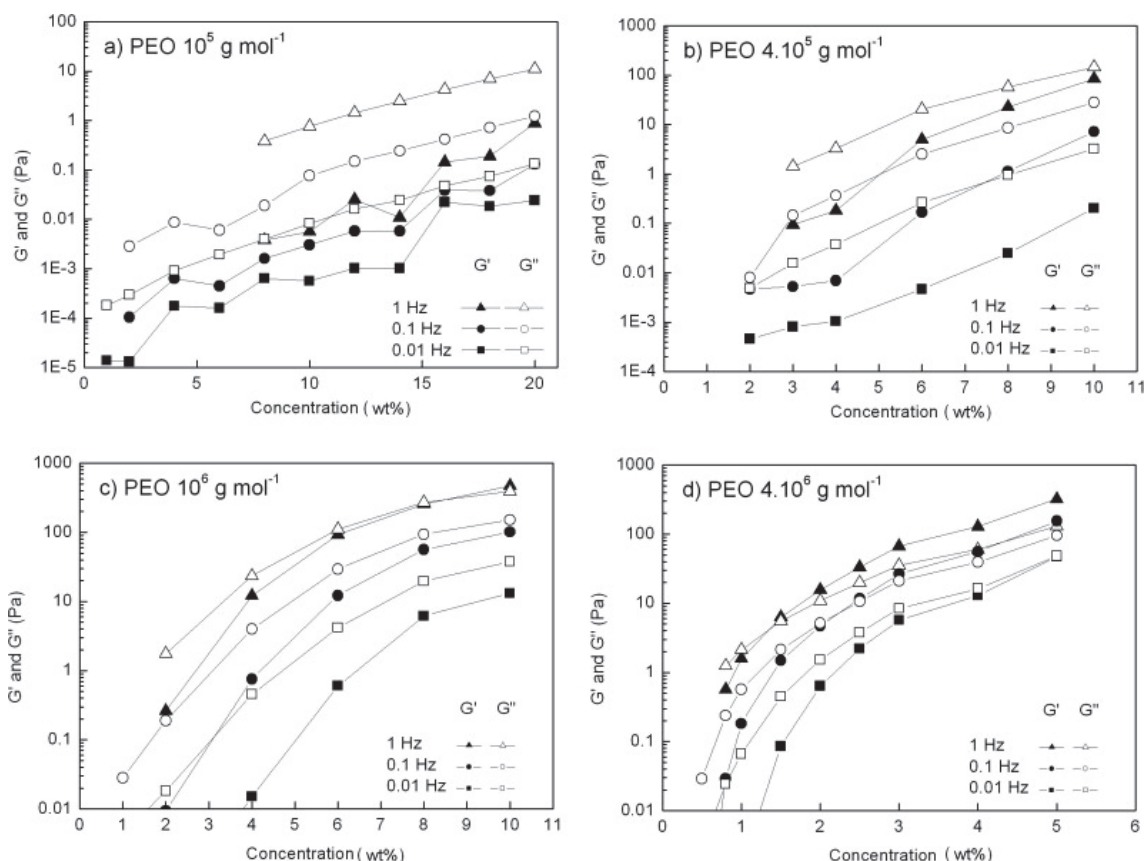 a) PEO 10⁵ g mol⁻¹
100
10
1
0.1
0.01
1E-3
1E-4
1E-5
G' and G" (Pa)
G' G"
1 Hz
0.1 Hz
0.01 Hz
5 10 15 20
Concentration ( wt%)
b) PEO 4.10⁵ g mol⁻¹
1000
100
10
1
0.1
0.01
1E-3
1E-4
G' and G" (Pa)
G' G"
1 Hz
0.1 Hz
0.01 Hz
0 1 2 3 4 5 6 7 8 9 10 11
Concentration ( wt%)
c) PEO 10⁶ g mol⁻¹
1000
100
10
1
0.1
0.01
G' and G" (Pa)
G' G"
1 Hz
0.1 Hz
0.01 Hz
0 1 2 3 4 5 6 7 8 9 10 11
Concentration ( wt%)
d) PEO 4.10⁶ g mol⁻¹
1000
100
10
1
0.1
0.01
G' and G" (Pa)
G' G"
1 Hz
0.1 Hz
0.01 Hz
0 1 2 3 4 5 6
Concentration ( wt%)